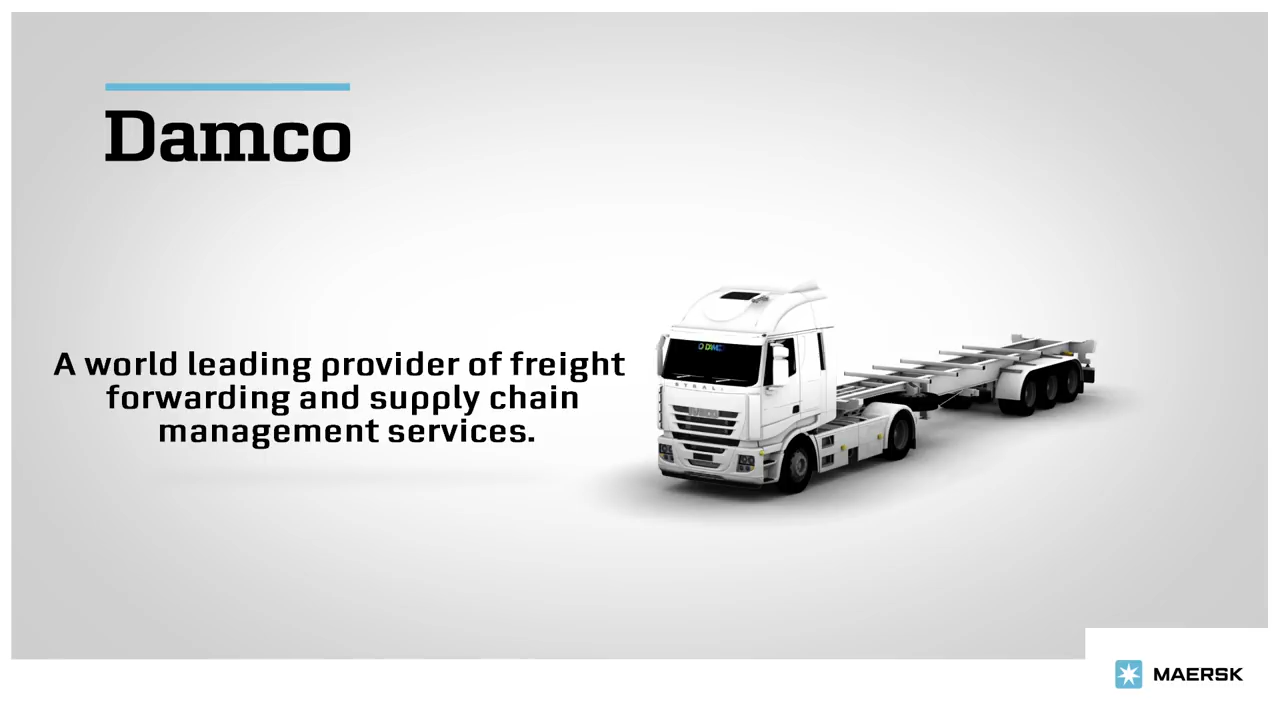 Damco
A world leading provider of freight
forwarding and supply chain
management services.
MAERSK